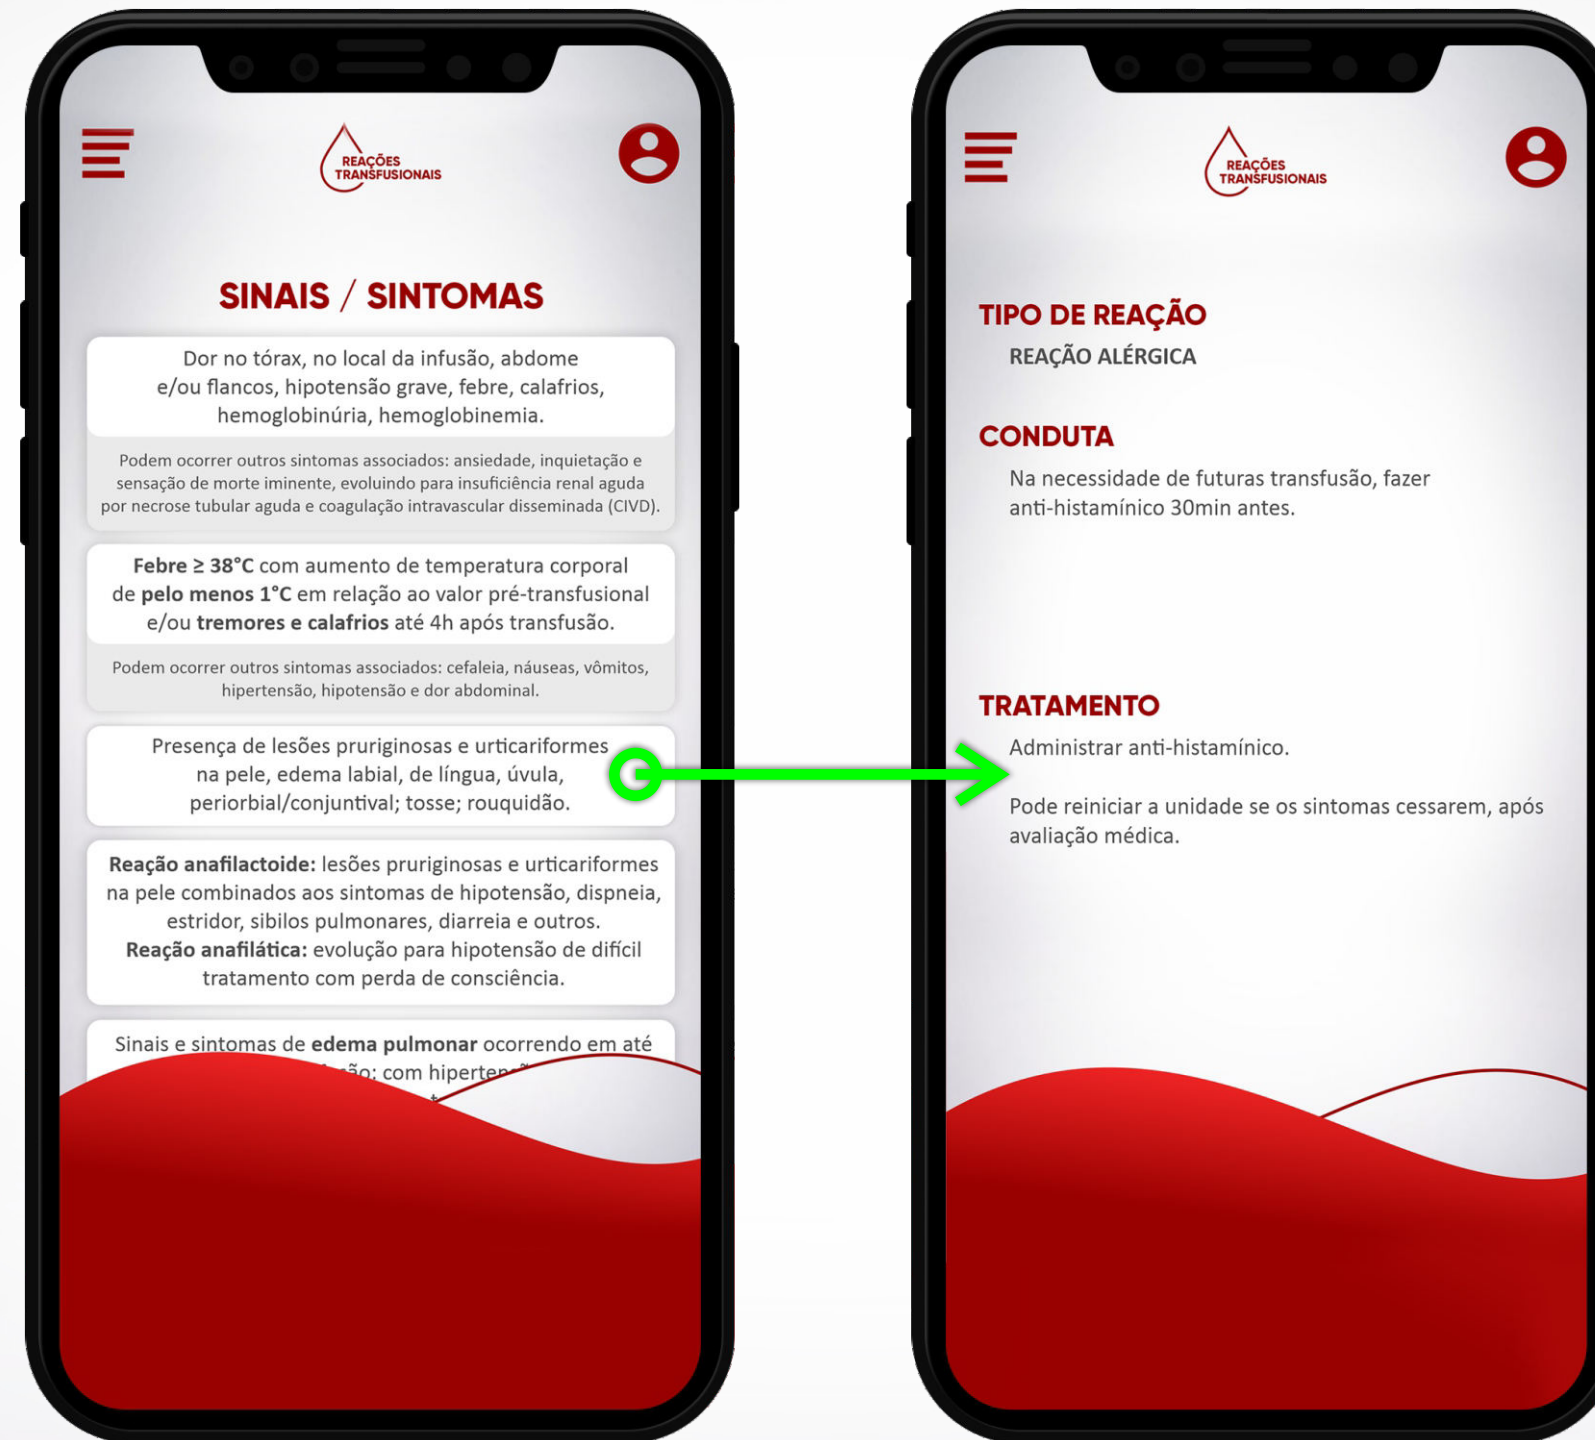 REAÇÕES
TRANSFUSIONAIS
SINAIS / SINTOMAS
Dor no tórax, no local da infusão, abdome
e/ou flancos, hipotensão grave, febre, calafrios,
hemoglobinúria, hemoglobinemia.
Podem ocorrer outros sintomas associados: ansiedade, inquietação e
sensação de morte iminente, evoluindo para insuficiência renal aguda
por necrose tubular aguda e coagulação intravascular disseminada (CIVD).
Febre ≥ 38°C com aumento de temperatura corporal
de pelo menos 1°C em relação ao valor pré-transfusional
e/ou tremores e calafrios até 4h após transfusão.
Podem ocorrer outros sintomas associados: cefaleia, náuseas, vômitos,
hipertensão, hipotensão e dor abdominal.
Presença de lesões pruriginosas e urticariformes
na pele, edema labial, de língua, úvula,
periorbial/conjuntival; tosse; rouquidão.
Reação anafilactoide: lesões pruriginosas e urticariformes
na pele combinados aos sintomas de hipotensão, dispneia,
estridor, sibilos pulmonares, diarreia e outros.
Reação anafilática: evolução para hipotensão de difícil
tratamento com perda de consciência.
Sinais e sintomas de edema pulmonar ocorrendo em até
com
REAÇÕES
TRANSFUSIONAIS
TIPO DE REAÇÃO
REAÇÃO ALÉRGICA
CONDUTA
Na necessidade de futuras transfusão, fazer
anti-histamínico 30min antes.
TRATAMENTO
Administrar anti-histamínico.
Pode reiniciar a unidade se os sintomas cessarem, após
avaliação médica.